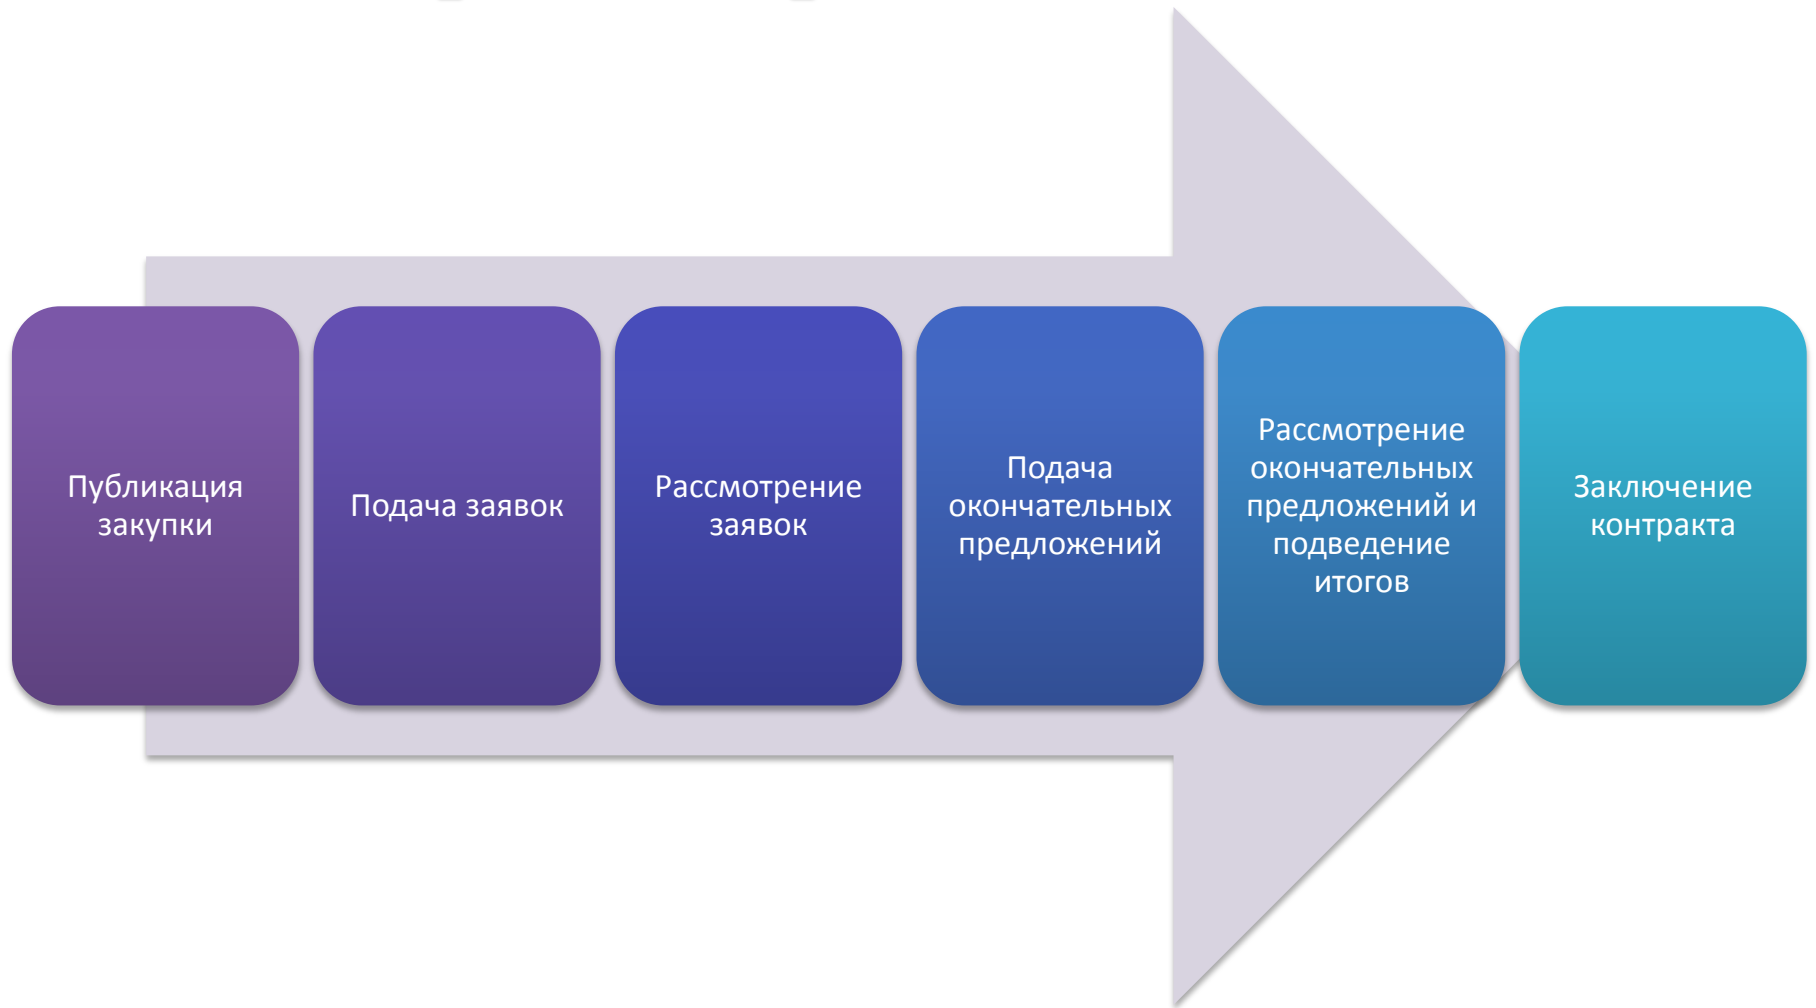 Публикация
закупки
Подача заявок
Рассмотрение
заявок
Подача
окончательных
предложений
Рассмотрение
окончательных
предложений и
подведение
итогов
Заключение
контракта